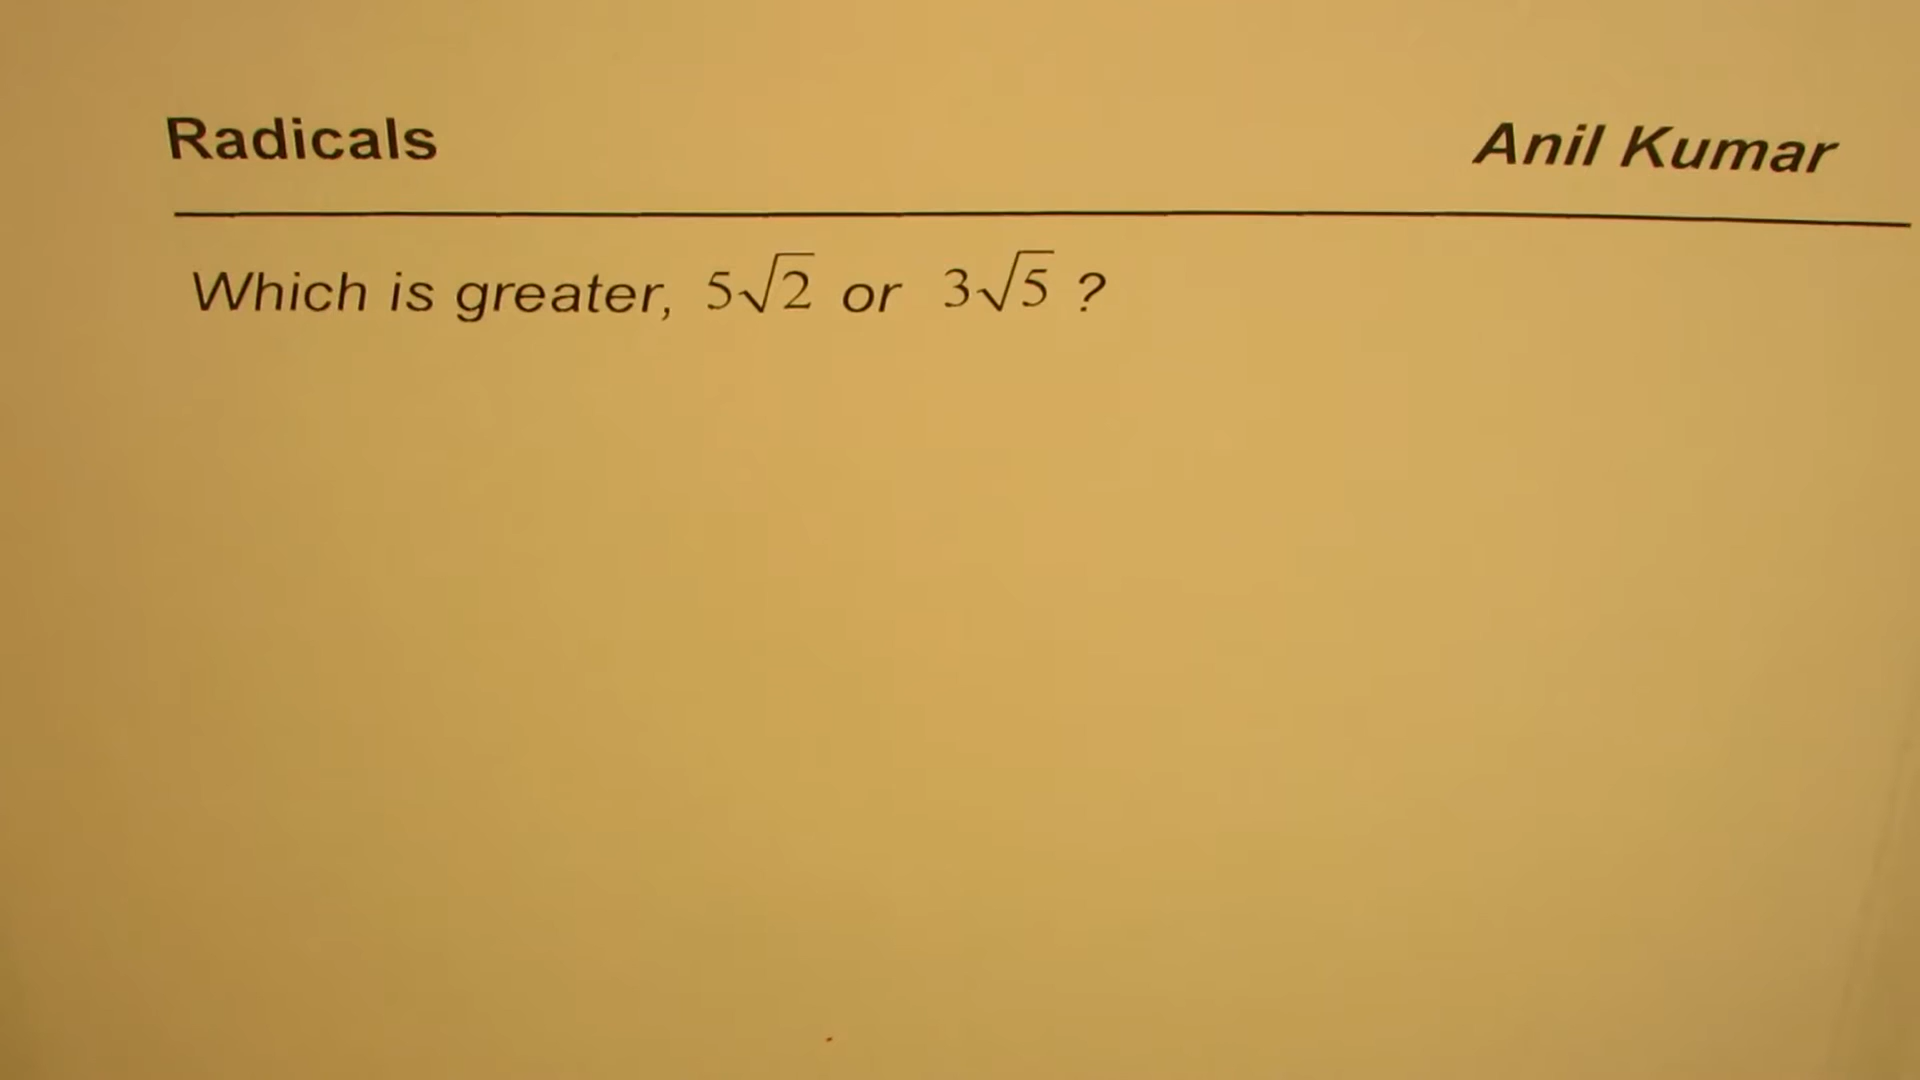 Radicals
Anil Kumar
Which is greater, 5√2 or 3√5 ?